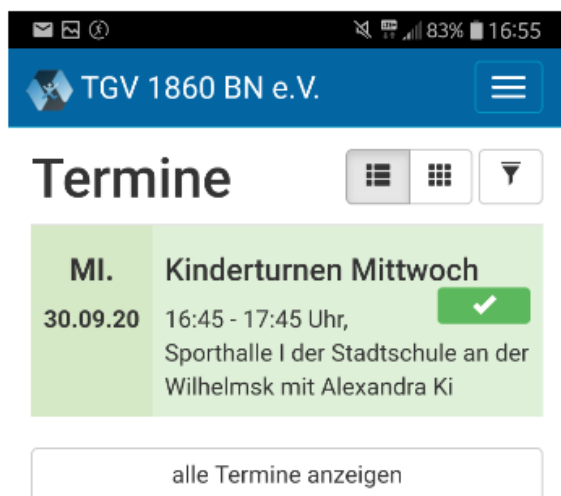 83% 16:55
TGV 1860 BN e.V.
Termine
MI.
30.09.20
Kinderturnen Mittwoch
16:45 - 17:45 Uhr,
Sporthalle I der Stadtschule an der
Wilhelmsk mit Alexandra Ki
alle Termine anzeigen